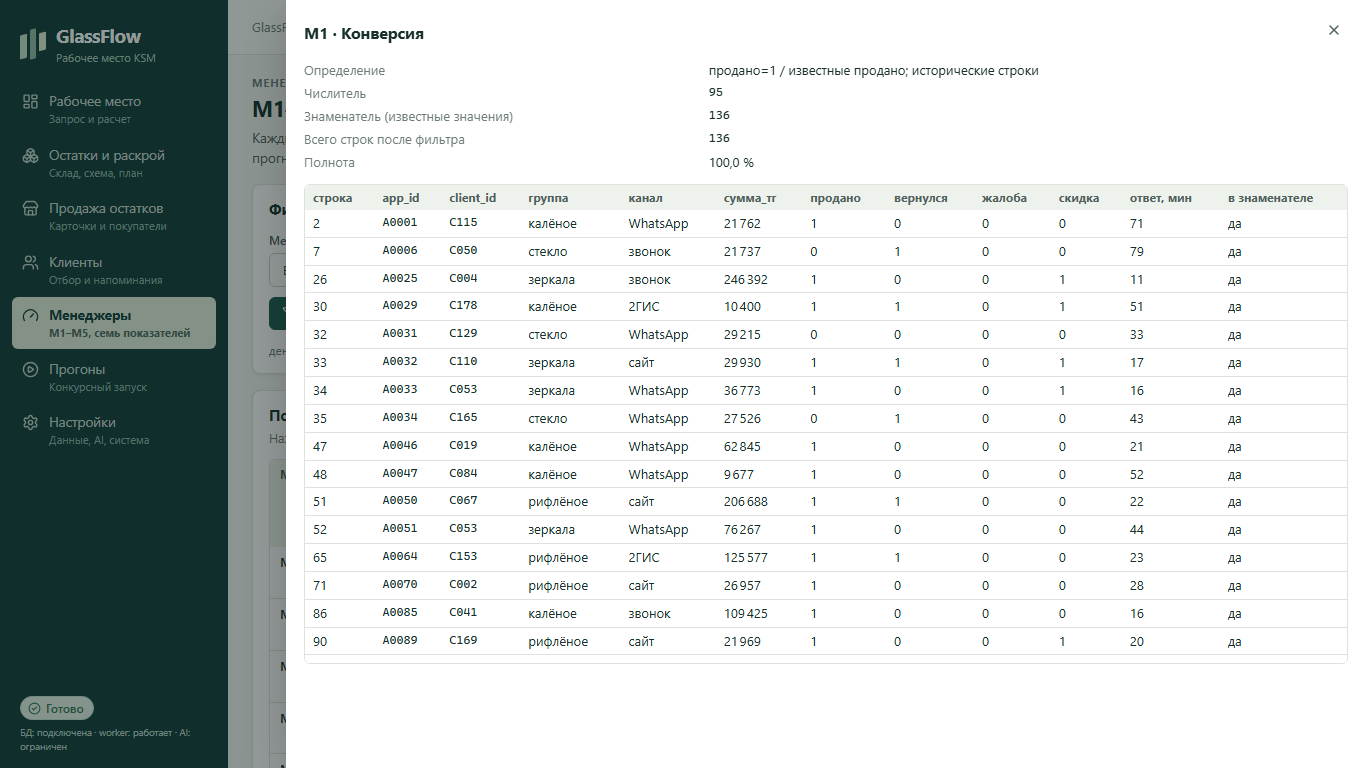 GlassFlow
Рабочее место KSM
Рабочее место
Запрос и расчет
Остатки и раскрой
Склад, схема, план
Продажа остатков
Карточки и покупатели
Клиенты
Отбор и напоминания
Менеджеры
M1–M5, семь показателей
Прогоны
Конкурсный запуск
Настройки
Данные, AI, система
Готово
БД: подключена · worker: работает · AI:
ограничен
M1 · Конверсия
Определение продано=1 / известные продано; исторические строки
Числитель 95
Знаменатель (известные значения) 136
Всего строк после фильтра 136
Полнота 100,0 %
строка app_id client_id группа канал сумма_тг продано вернулся жалоба скидка ответ, мин в знаменателе
2 A0001 C115 калёное WhatsApp 21 762 1 0 0 0 71 да
7 A0006 C050 стекло звонок 21 737 0 1 0 0 79 да
26 A0025 C004 зеркала звонок 246 392 1 0 0 1 11 да
30 A0029 C178 калёное 2ГИС 10 400 1 1 0 1 51 да
32 A0031 C129 стекло WhatsApp 29 215 0 0 0 0 33 да
33 A0032 C110 зеркала сайт 29 930 1 1 0 1 17 да
34 A0033 C053 зеркала WhatsApp 36 773 1 0 0 1 16 да
35 A0034 C165 стекло WhatsApp 27 526 0 1 0 0 43 да
47 A0046 C019 калёное WhatsApp 62 845 1 0 0 0 21 да
48 A0047 C084 калёное WhatsApp 9 677 1 0 0 0 52 да
51 A0050 C067 рифлёное сайт 206 688 1 1 0 0 22 да
52 A0051 C053 зеркала WhatsApp 76 267 1 0 0 0 44 да
65 A0064 C153 рифлёное 2ГИС 125 577 1 1 0 0 23 да
71 A0070 C002 рифлёное сайт 26 957 1 0 0 0 28 да
86 A0085 C041 калёное звонок 109 425 1 0 0 0 16 да
90 A0089 C169 рифлёное сайт 21 969 1 0 0 1 20 да